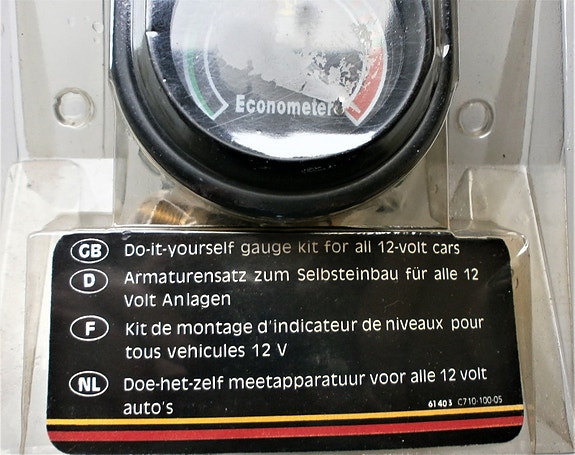 Econometer
GB Do-it-yourself gauge kit for all 12-volt cars
D Armaturensatz zum Selbsteinbau für alle 12
Volt Anlagen
F Kit de montage d'indicateur de niveaux pour
tous vehicules 12 V
NL Doe-het-zelf meetapparatuur voor alle 12 volt
auto's
61403 C710-100-05